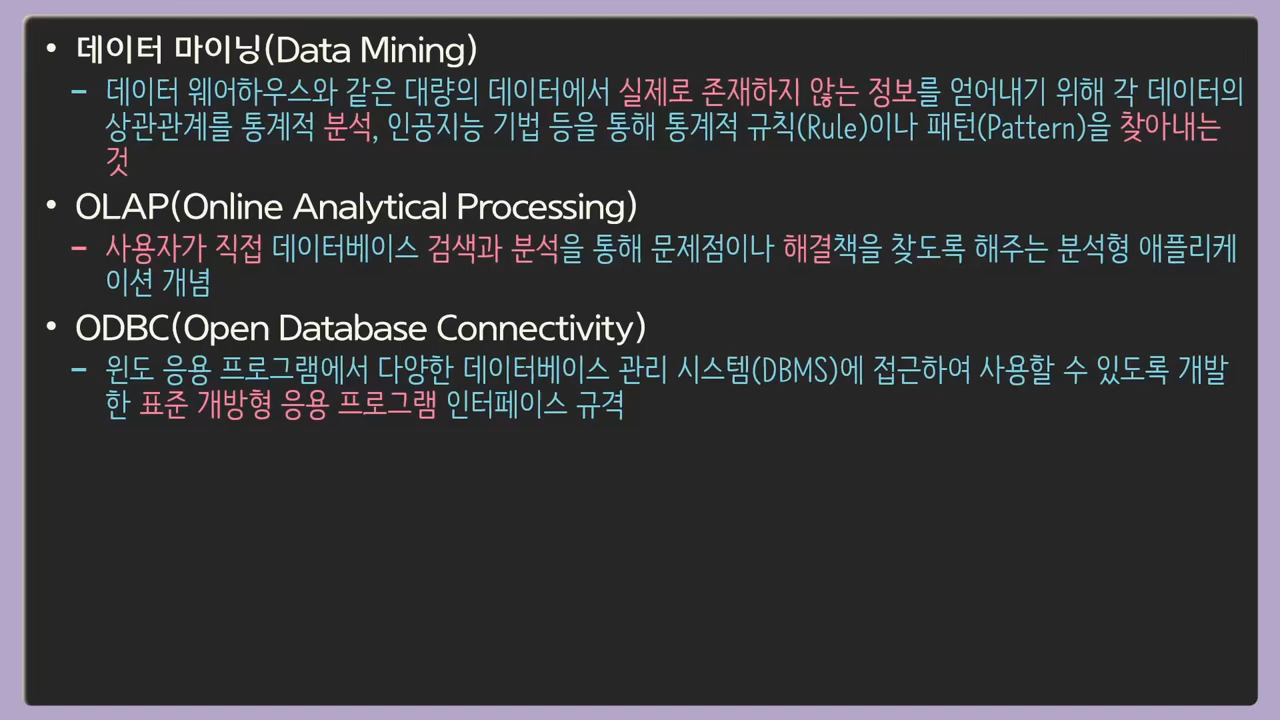 • 데이터 마이닝(Data Mining)
– 데이터 웨어하우스와 같은 대량의 데이터에서 실제로 존재하지 않는 정보를 얻어내기 위해 각 데이터의
상관관계를 통계적 분석, 인공지능 기법 등을 통해 통계적 규칙(Rule)이나 패턴(Pattern)을 찾아내는
것
• OLAP(Online Analytical Processing)
– 사용자가 직접 데이터베이스 검색과 분석을 통해 문제점이나 해결책을 찾도록 해주는 분석형 애플리케
이션 개념
• ODBC(Open Database Connectivity)
– 윈도 응용 프로그램에서 다양한 데이터베이스 관리 시스템(DBMS)에 접근하여 사용할 수 있도록 개발
한 표준 개방형 응용 프로그램 인터페이스 규격